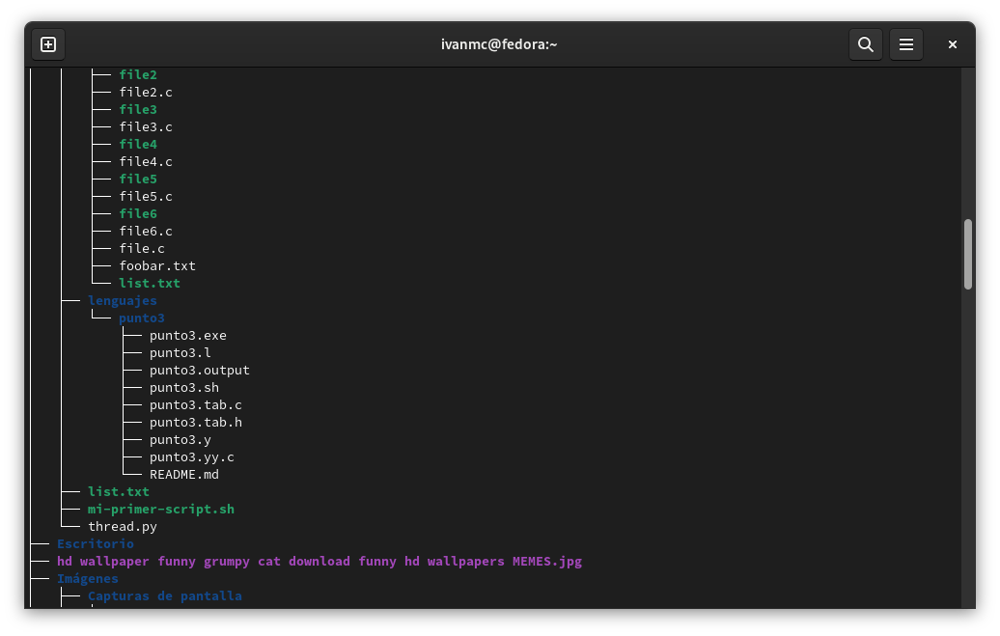 ivanmc@fedora:~
│   │   ├── file2
│   │   ├── file2.c
│   │   ├── file3
│   │   ├── file3.c
│   │   ├── file4
│   │   ├── file4.c
│   │   ├── file5
│   │   ├── file5.c
│   │   ├── file6
│   │   ├── file6.c
│   │   ├── file.c
│   │   ├── foobar.txt
│   │   └── list.txt
│   ├── lenguajes
│   │   └── punto3
│   │       ├── punto3.exe
│   │       ├── punto3.l
│   │       ├── punto3.output
│   │       ├── punto3.sh
│   │       ├── punto3.tab.c
│   │       ├── punto3.tab.h
│   │       ├── punto3.y
│   │       ├── punto3.yy.c
│   │       └── README.md
│   ├── list.txt
│   ├── mi-primer-script.sh
│   └── thread.py
├── Escritorio
├── hd wallpaper funny grumpy cat download funny hd wallpapers MEMES.jpg
├── Imágenes
│   ├── Capturas de pantalla